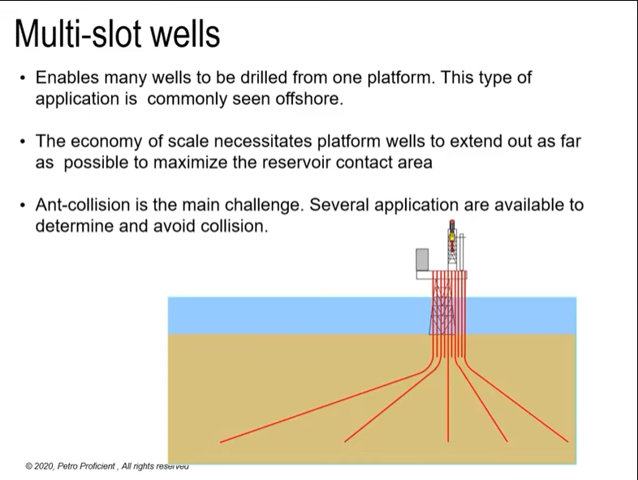 Multi-slot wells
• Enables many wells to be drilled from one platform. This type of
application is commonly seen offshore.
• The economy of scale necessitates platform wells to extend out as far
as possible to maximize the reservoir contact area
• Ant-collision is the main challenge. Several application are available to
determine and avoid collision.
© 2020, Petro Proficient , All rights reserved